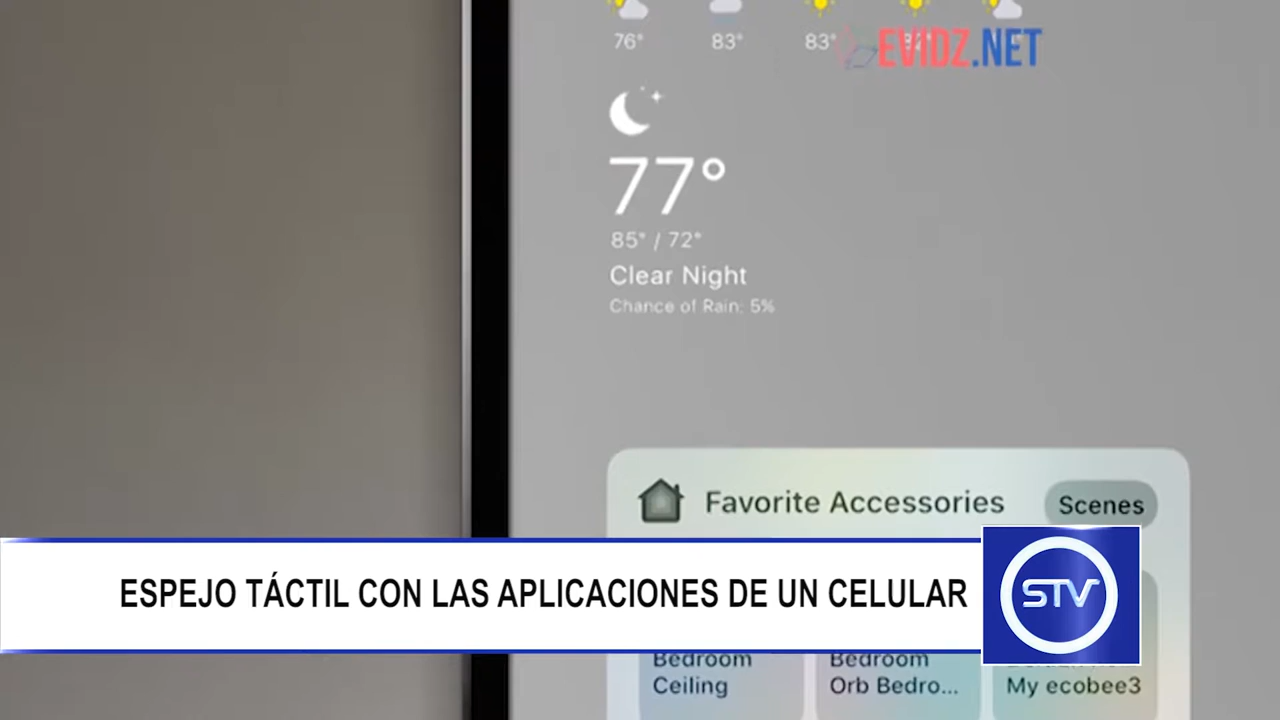 76° 83° 83°
EVIDZ.NET
77°
85° / 72°
Clear Night
Chance of Rain: 5%
Favorite Accessories
Scenes
ESPEJO TÁCTIL CON LAS APLICACIONES DE UN CELULAR
STV
Bedroom Bedroom
Ceiling Orb Bedro... My ecobee3